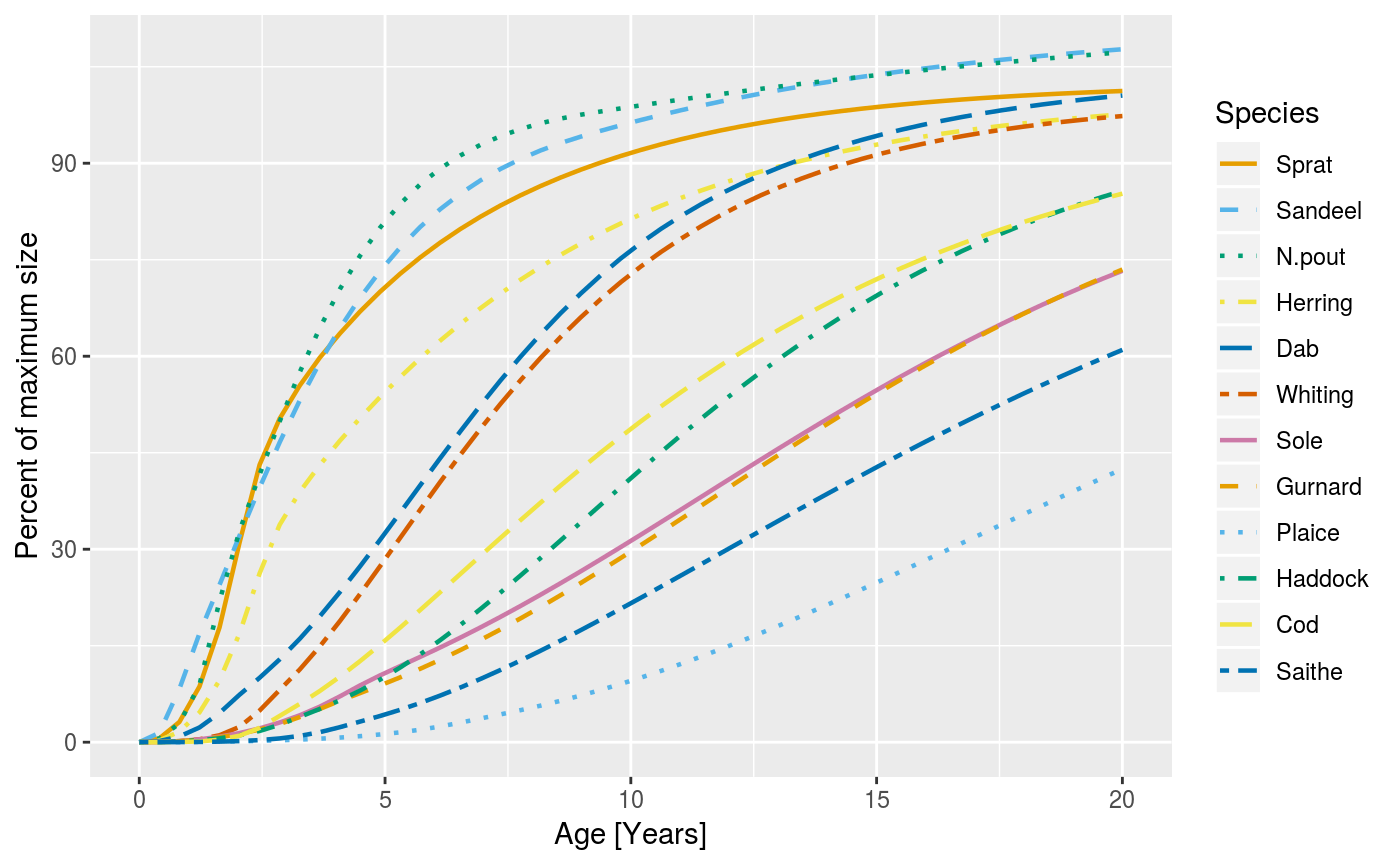 Percent of maximum size
90
60
30
0
0 5 10 15 20
Age [Years]
Species
Sprat
Sandeel
N.pout
Herring
Dab
Whiting
Sole
Gurnard
Plaice
Haddock
Cod
Saithe